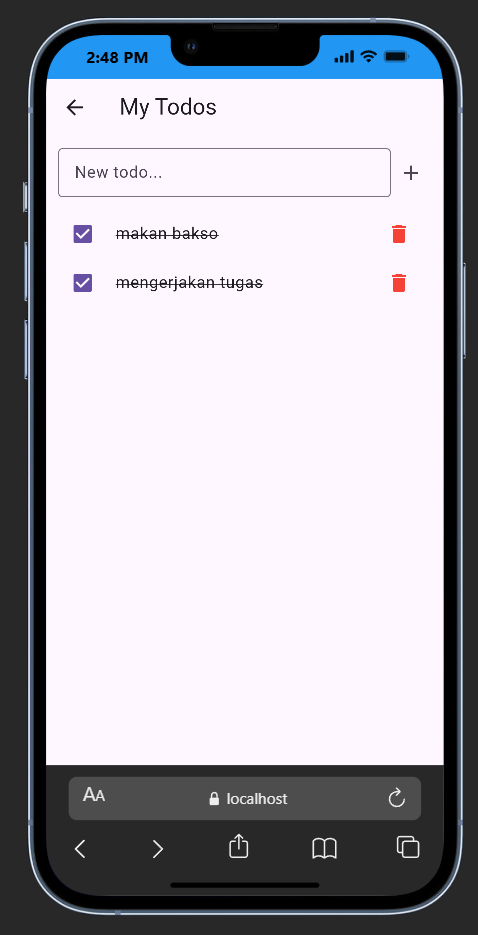 2:48 PM
My Todos
New todo...
makan bakso
mengerjakan tugas
AA
localhost